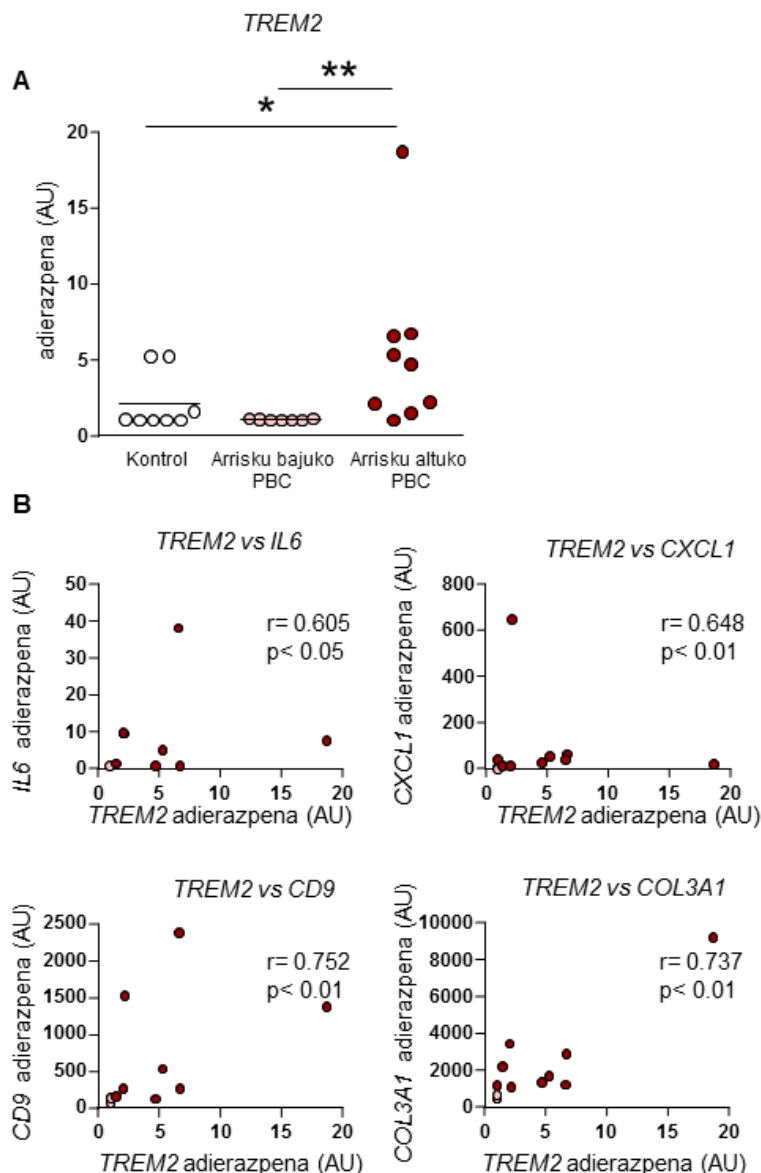 TREM2
A
**
*
20
15
10
5
0
adierazpena (AU)
Kontrol
Arrisku bajuko
PBC
Arrisku altuko
PBC
B
TREM2 vs IL6
50
40
30
20
10
0
IL6 adierazpena (AU)
r= 0.605
p< 0.05
0 5 10 15 20
TREM2 adierazpena (AU)
TREM2 vs CXCL1
800
600
400
200
0
CXCL1 adierazpena (AU)
r= 0.648
p< 0.01
0 5 10 15 20
TREM2 adierazpena (AU)
TREM2 vs CD9
2500
2000
1500
1000
500
0
CD9 adierazpena (AU)
r= 0.752
p< 0.01
0 5 10 15 20
TREM2 adierazpena (AU)
TREM2 vs COL3A1
10000
8000
6000
4000
2000
0
COL3A1 adierazpena (AU)
r= 0.737
p< 0.01
0 5 10 15 20
TREM2 adierazpena (AU)